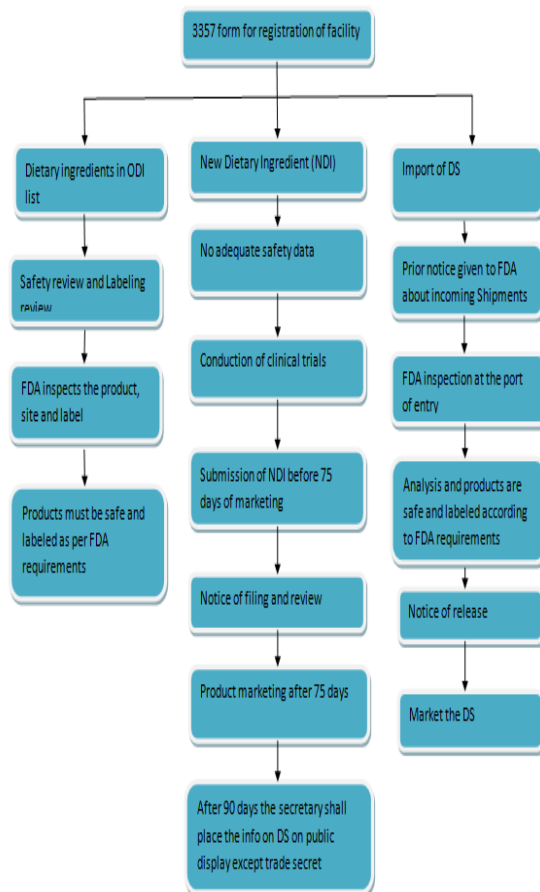 3357 form for registration of facility
Dietary ingredients in ODI
list
Safety review and Labeling
review
FDA inspects the product,
site and label
Products must be safe and
labeled as per FDA
requirements
New Dietary Ingredient (NDI)
No adequate safety data
Conduction of clinical trials
Submission of NDI before 75
days of marketing
Notice of filing and review
Product marketing after 75 days
After 90 days the secretary shall
place the info on DS on public
display except trade secret
Import of DS
Prior notice given to FDA
about incoming Shipments
FDA inspection at the port
of entry
Analysis and products are
safe and labeled according
to FDA requirements
Notice of release
Market the DS